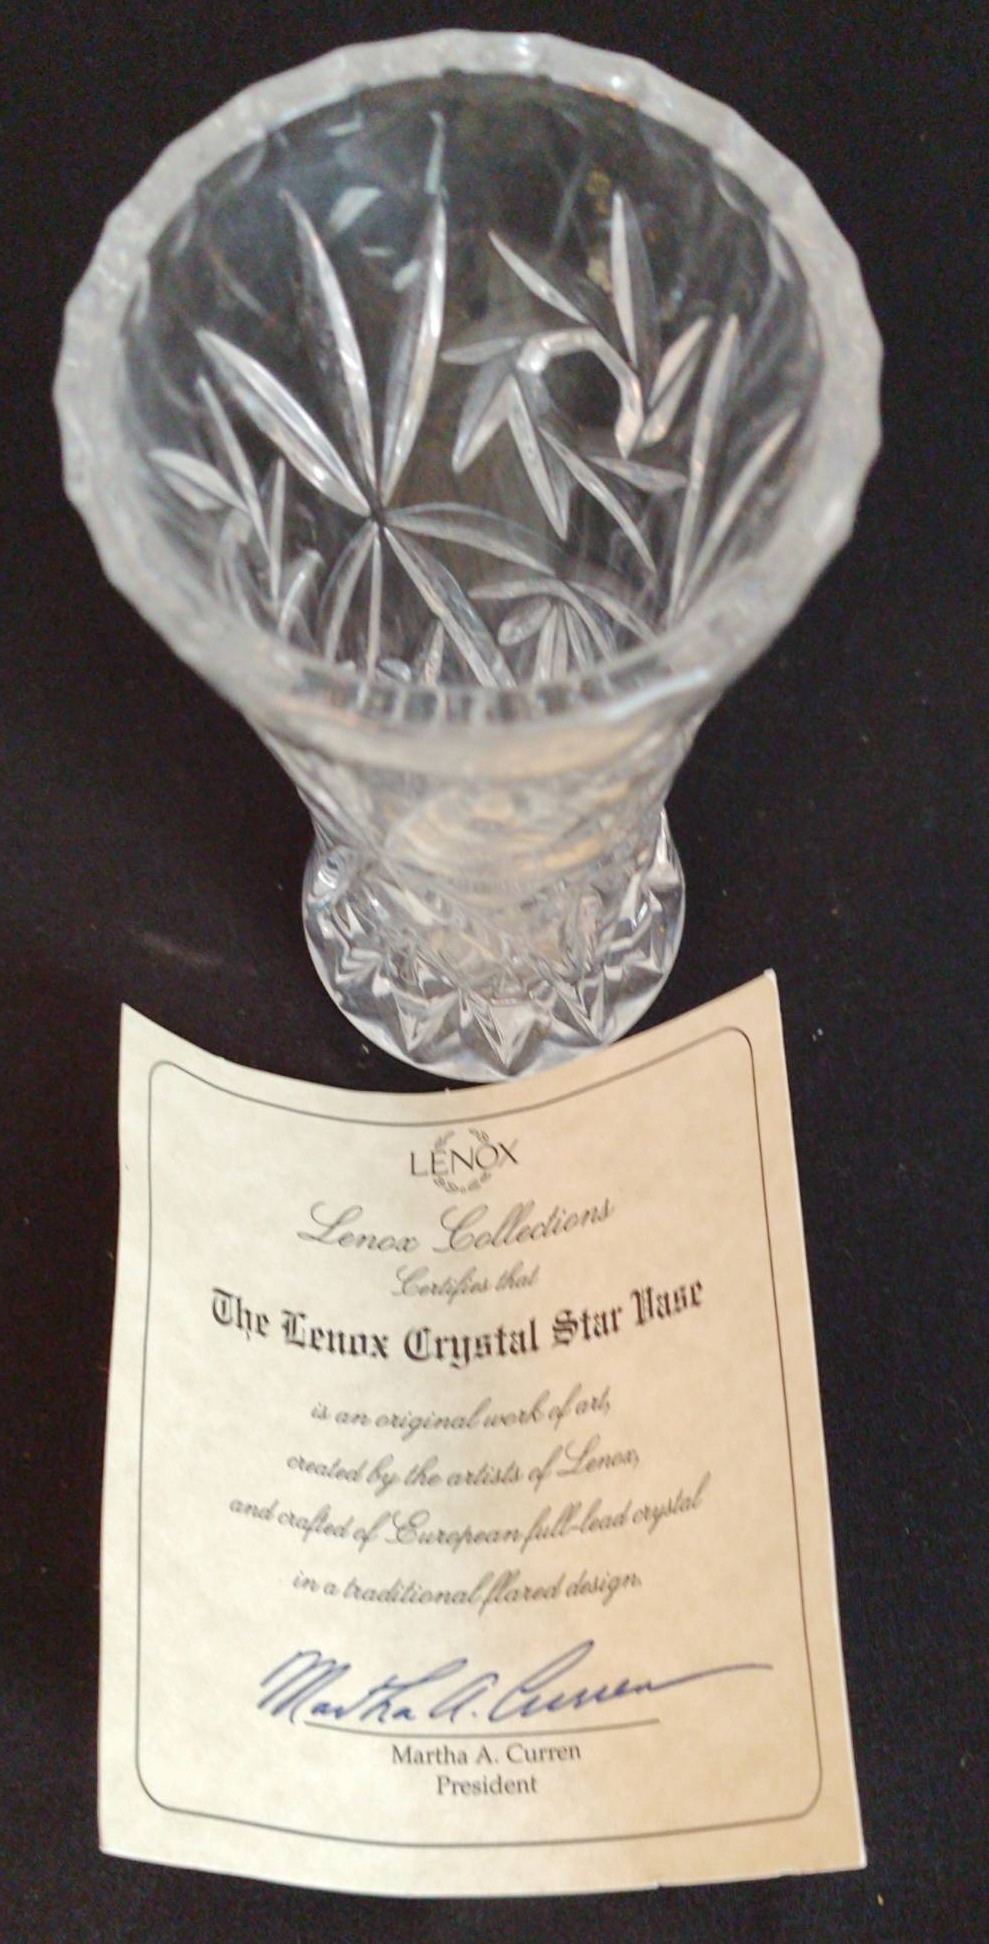 LENOX
Lenox Collections
Certifies that
The Lenox Crystal Star Vase
is an original work of art,
created by the artists of Lenox,
and crafted of European full-lead crystal
in a traditional flared design.
Martha A. Curren
Martha A. Curren
President